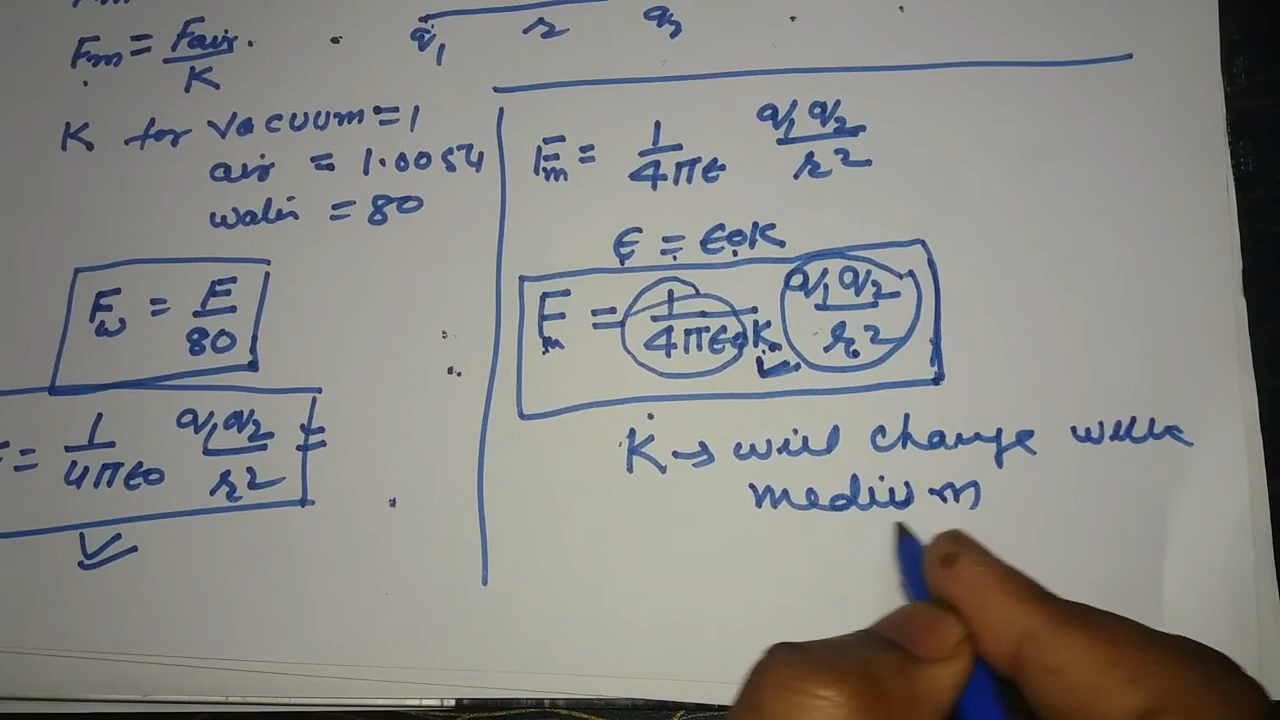 Fm = Fair / K
K for vacuum = 1
air = 1.0054
water = 80
Fw = F / 80
= 1 / 4πε0 q1q2 / r2 =
q1 r q2
Fm = 1 / 4πε q1q2 / r2
ε = ε0K
Fm = 1 / 4πε0K q1q2 / r2
K → will change with
medium